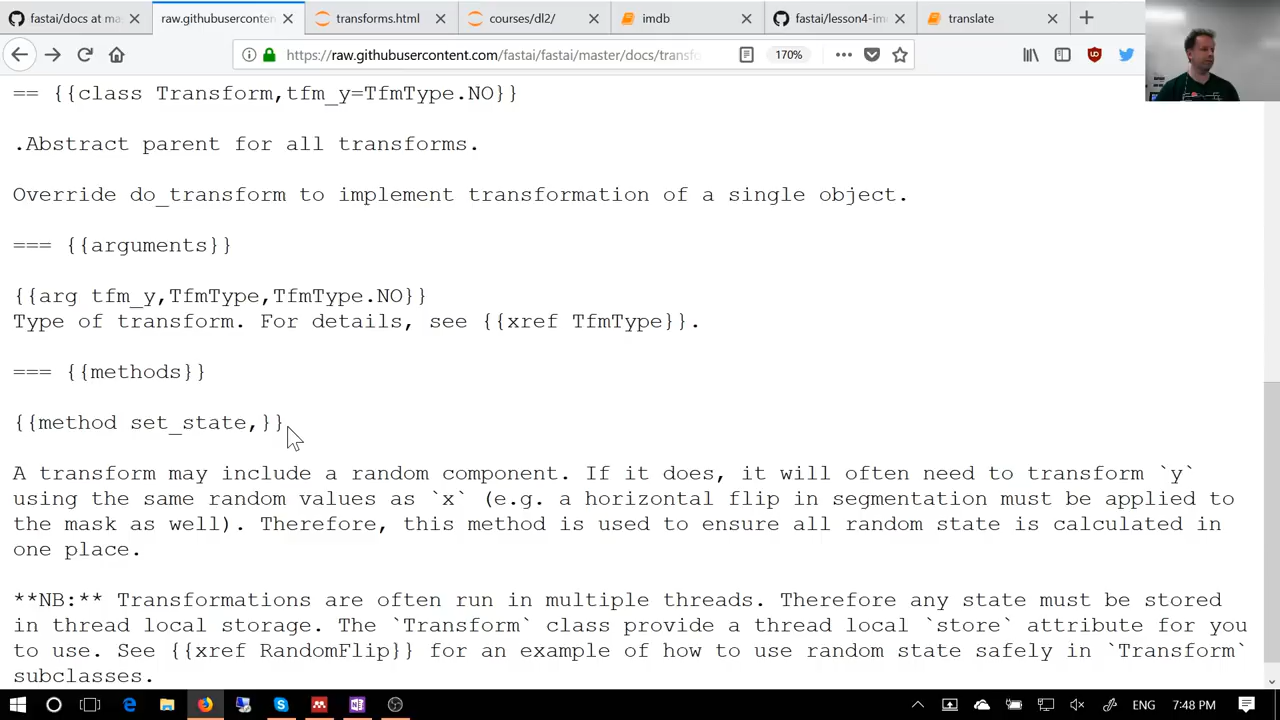 fastai/docs at ma
raw.githubusercontent
transforms.html
courses/dl2/
imdb
fastai/lesson4-im
translate
https://raw.githubusercontent.com/fastai/fastai/master/docs/transfo
170%
== {{class Transform,tfm_y=TfmType.NO}}
.Abstract parent for all transforms.
Override do_transform to implement transformation of a single object.
=== {{arguments}}
{{arg tfm_y,TfmType,TfmType.NO}}
Type of transform. For details, see {{xref TfmType}}.
=== {{methods}}
{{method set_state,}}
A transform may include a random component. If it does, it will often need to transform `y`
using the same random values as `x` (e.g. a horizontal flip in segmentation must be applied to
the mask as well). Therefore, this method is used to ensure all random state is calculated in
one place.
**NB:** Transformations are often run in multiple threads. Therefore any state must be stored
in thread local storage. The `Transform` class provide a thread local `store` attribute for you
to use. See {{xref RandomFlip}} for an example of how to use random state safely in `Transform`
subclasses.
ENG
7:48 PM